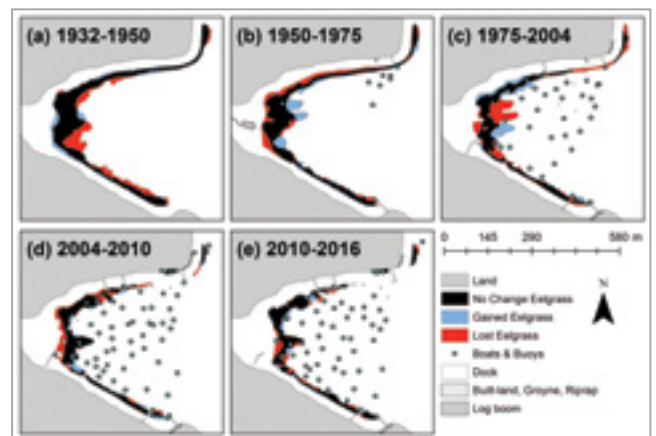 (a) 1932-1950
(b) 1950-1975
(c) 1975-2004
(d) 2004-2010
(e) 2010-2016
0 145 290 580 m
N
Land
No Change Eelgrass
Gained Eelgrass
Lost Eelgrass
Boats & Buoys
Dock
Built-land, Groyne, Riprap
Log boom